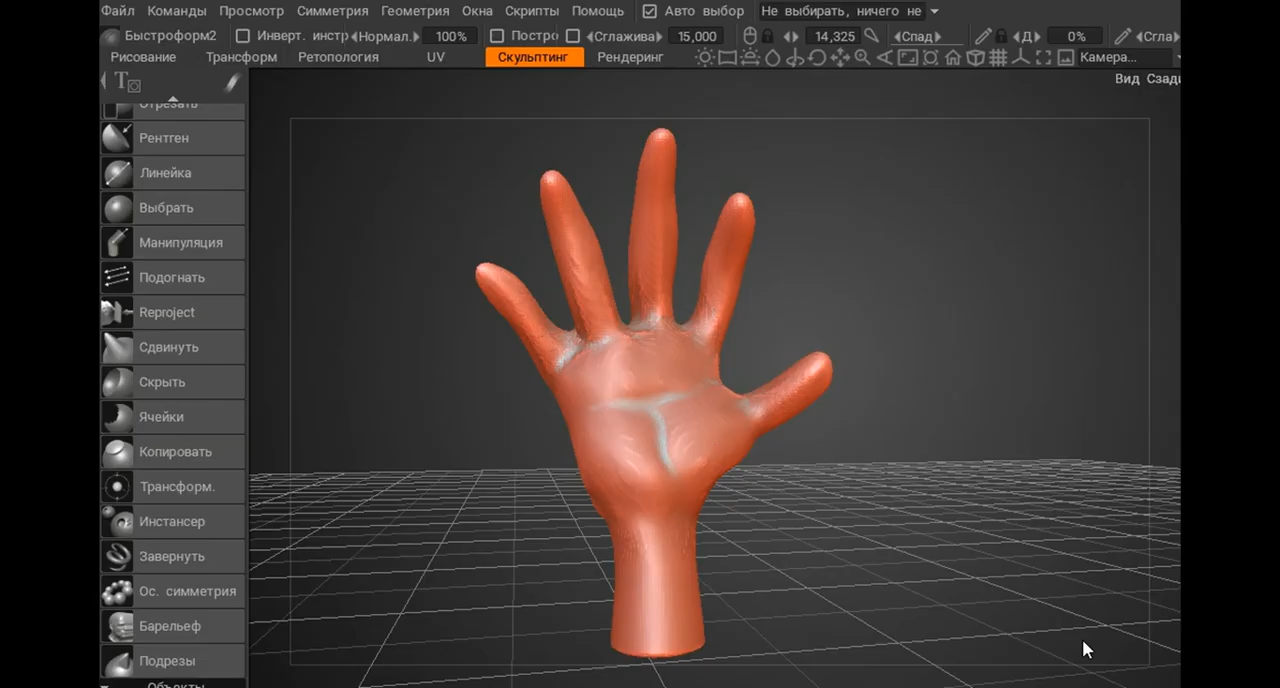 Файл Команды Просмотр Симметрия Геометрия Окна Скрипты Помощь Авто выбор Не выбирать, ничего не
Быстроформ2 Инверт. инстр Нормал. 100% Постро Сглажива 15,000 14,325 Спад Д 0% Сгла
Рисование Трансформ Ретопология UV Скульптинг Рендеринг Камера...
Вид Сзади
T
Отрезать
Рентген
Линейка
Выбрать
Манипуляция
Подогнать
Reproject
Сдвинуть
Скрыть
Ячейки
Копировать
Трансформ.
Инстансер
Завернуть
Ос. симметрия
Барельеф
Подрезы
Объекты